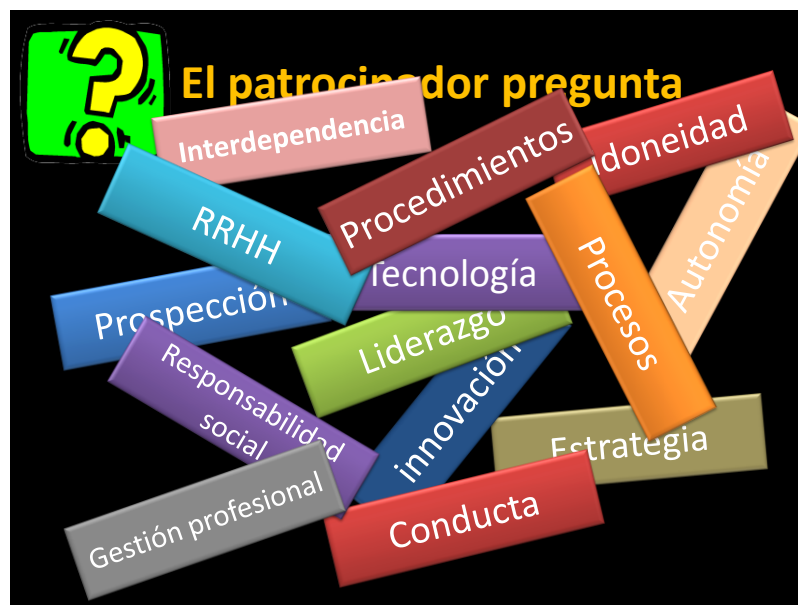 El patrocinador pregunta
Interdependencia
Procedimientos
Idoneidad
RRHH
Autonomía
Tecnología
Procesos
Prospección
Liderazgo
Responsabilidad
social
innovación
Estrategia
Gestión profesional
Conducta